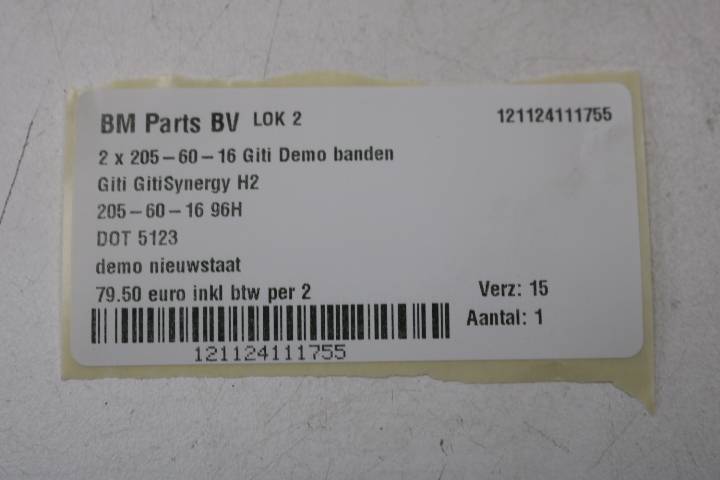 BM Parts BV LOK 2 121124111755
2 x 205-60-16 Giti Demo banden
Giti GitiSynergy H2
205-60-16 96H
DOT 5123
demo nieuwstaat
79.50 euro inkl btw per 2 Verz: 15
Aantal: 1
121124111755